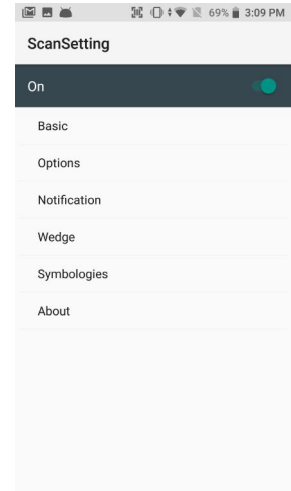 69% 3:09 PM
ScanSetting
On
Basic
Options
Notification
Wedge
Symbologies
About